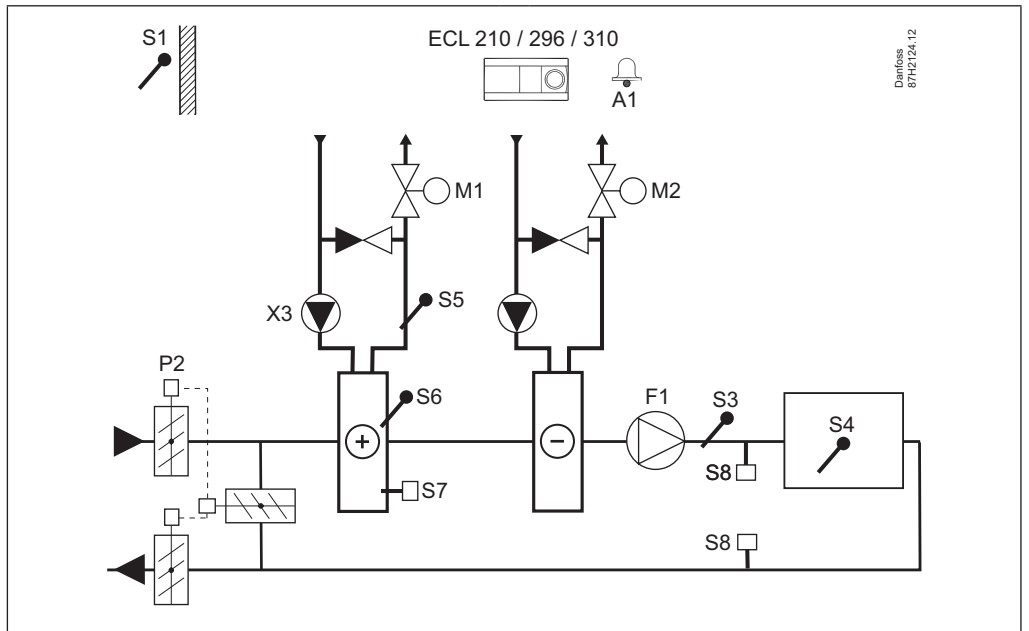 S1
ECL 210 / 296 / 310
A1
Danfoss
87H2124.12
M1
M2
S5
X3
P2
S6
F1
S3
S4
+
−
S8
S7
S8